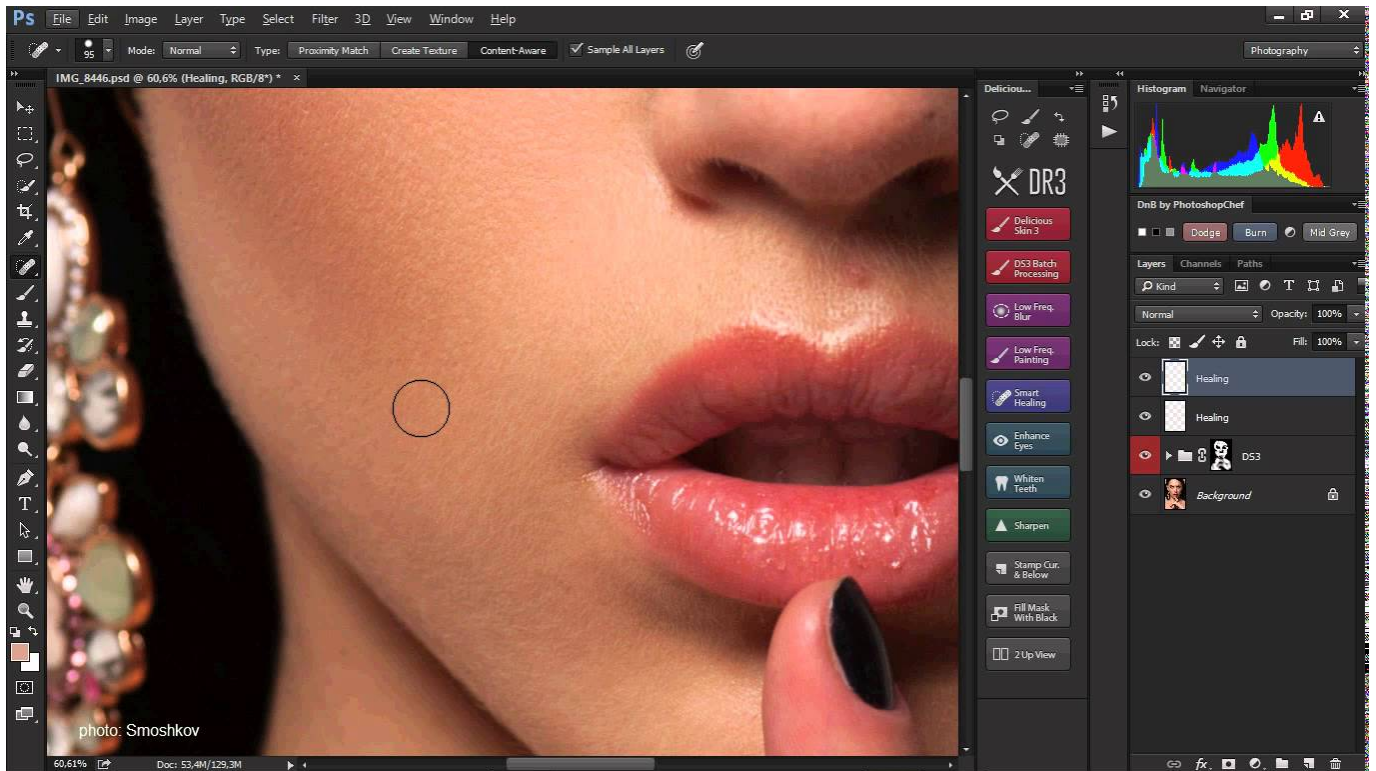 Ps File Edit Image Layer Type Select Filter 3D View Window Help
95 Mode: Normal Type: Proximity Match Create Texture Content-Aware Sample All Layers Photography
IMG_8446.psd @ 60,6% (Healing, RGB/8*) * ×
Deliciou...
DR3
Delicious
Skin 3
DS3 Batch
Processing
Low Freq.
Blur
Low Freq.
Painting
Smart
Healing
Enhance
Eyes
Whiten
Teeth
Sharpen
Stamp Cur.
& Below
Fill Mask
With Black
2 Up View
Histogram Navigator
DnB by PhotoshopChef
Dodge Burn Mid Grey
Layers Channels Paths
Kind T
Normal Opacity: 100%
Lock: Fill: 100%
Healing
Healing
DS3
Background
fx
T
photo: Smoshkov
60,61% Doc: 53,4M/129,3M